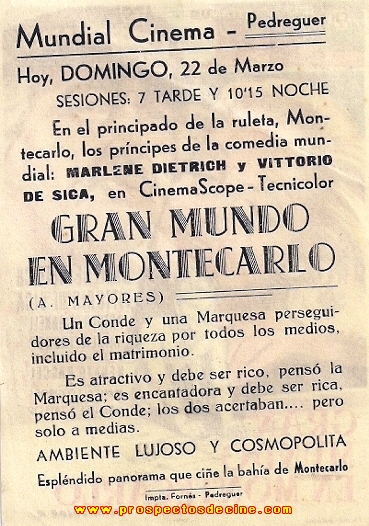 Mundial Cinema - Pedreguer
Hoy, DOMINGO, 22 de Marzo
SESIONES: 7 TARDE Y 10'15 NOCHE
En el principado de la ruleta, Mon-
tecarlo, los príncipes de la comedia mun-
dial: MARLENE DIETRICH y VITTORIO
DE SICA, en CinemaScope - Tecnicolor
GRAN MUNDO
EN MONTECARLO
(A. MAYORES)
Un Conde y una Marquesa persegui-
dores de la riqueza por todos los medios,
incluido el matrimonio.
Es atractivo y debe ser rico, pensó la
Marquesa; es encantadora y debe ser rica,
pensó el Conde; los dos acertaban.... pero
solo a medias.
AMBIENTE LUJOSO Y COSMOPOLITA
Espléndido panorama que ciñe la bahía de Montecarlo
Impta. Fornés - Pedreguer
www.prospectosdecine.com